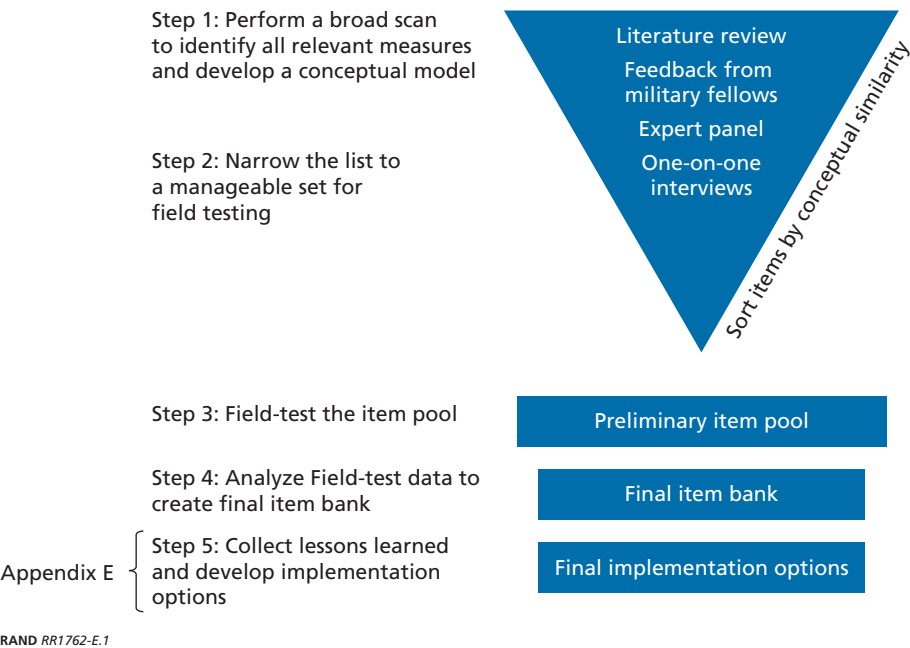 Step 1: Perform a broad scan
to identify all relevant measures
and develop a conceptual model
Literature review
Feedback from
military fellows
Expert panel
One-on-one
interviews
Sort items by conceptual similarity
Step 2: Narrow the list to
a manageable set for
field testing
Step 3: Field-test the item pool
Preliminary item pool
Step 4: Analyze Field-test data to
create final item bank
Final item bank
Appendix E
Step 5: Collect lessons learned
and develop implementation
options
Final implementation options
RAND RR1762-E.1